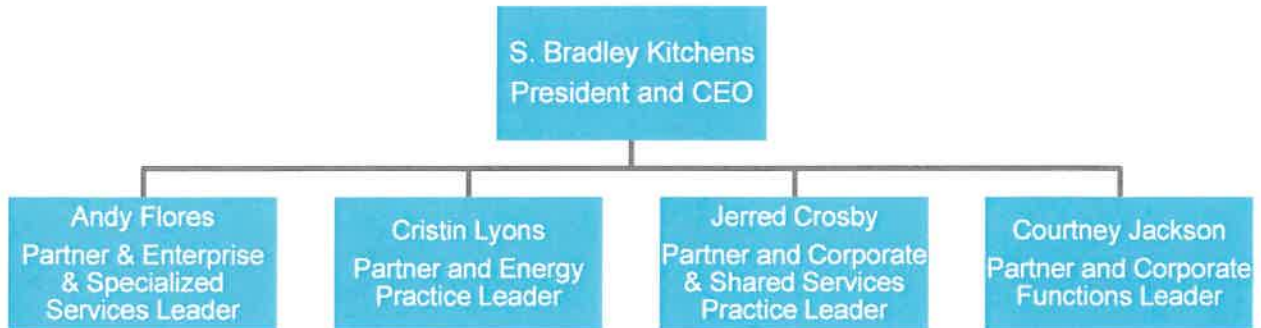 S. Bradley Kitchens
President and CEO
Andy Flores
Partner & Enterprise
& Specialized
Services Leader
Cristin Lyons
Partner and Energy
Practice Leader
Jerred Crosby
Partner and Corporate
& Shared Services
Practice Leader
Courtney Jackson
Partner and Corporate
Functions Leader